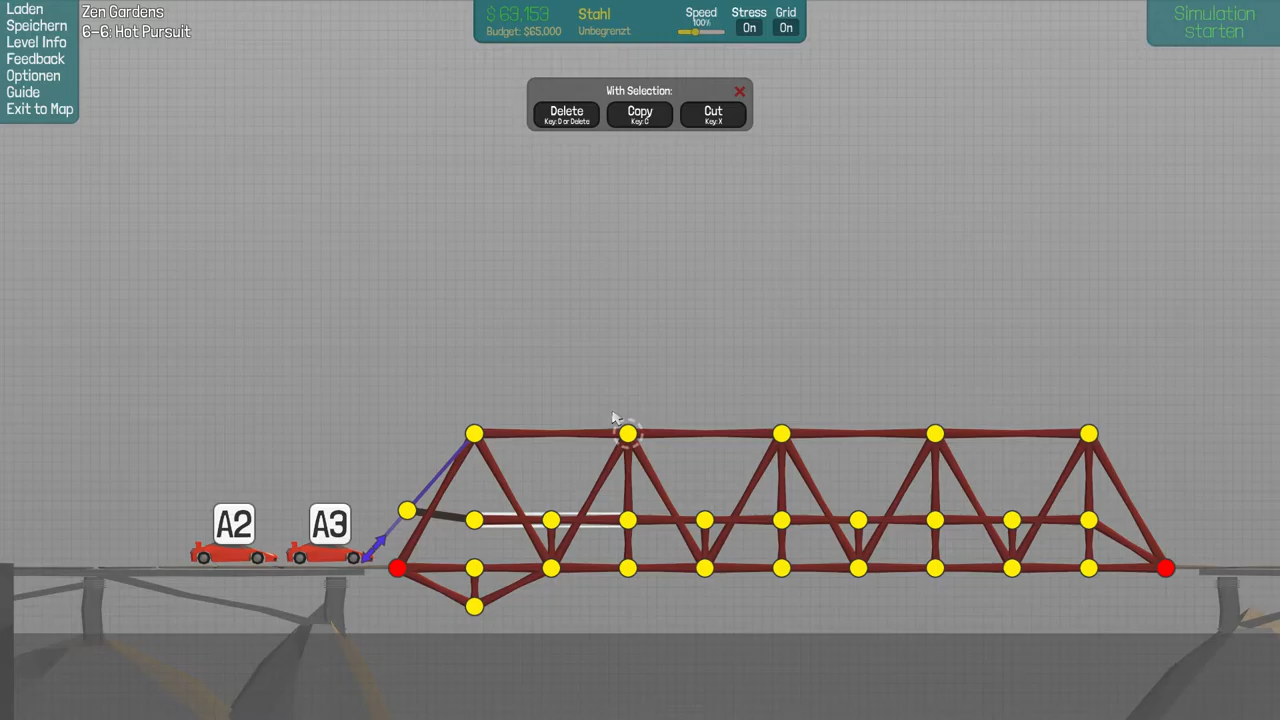 Laden
Speichern
Level Info
Feedback
Optionen
Guide
Exit to Map
Zen Gardens
6-6: Hot Pursuit
$ 63,153
Budget: $65,000
Stahl
Unbegrenzt
Speed
100%
Stress
On
Grid
On
Simulation
starten
With Selection:
Delete
Key: D or Delete
Copy
Key: C
Cut
Key: X
A2
A3